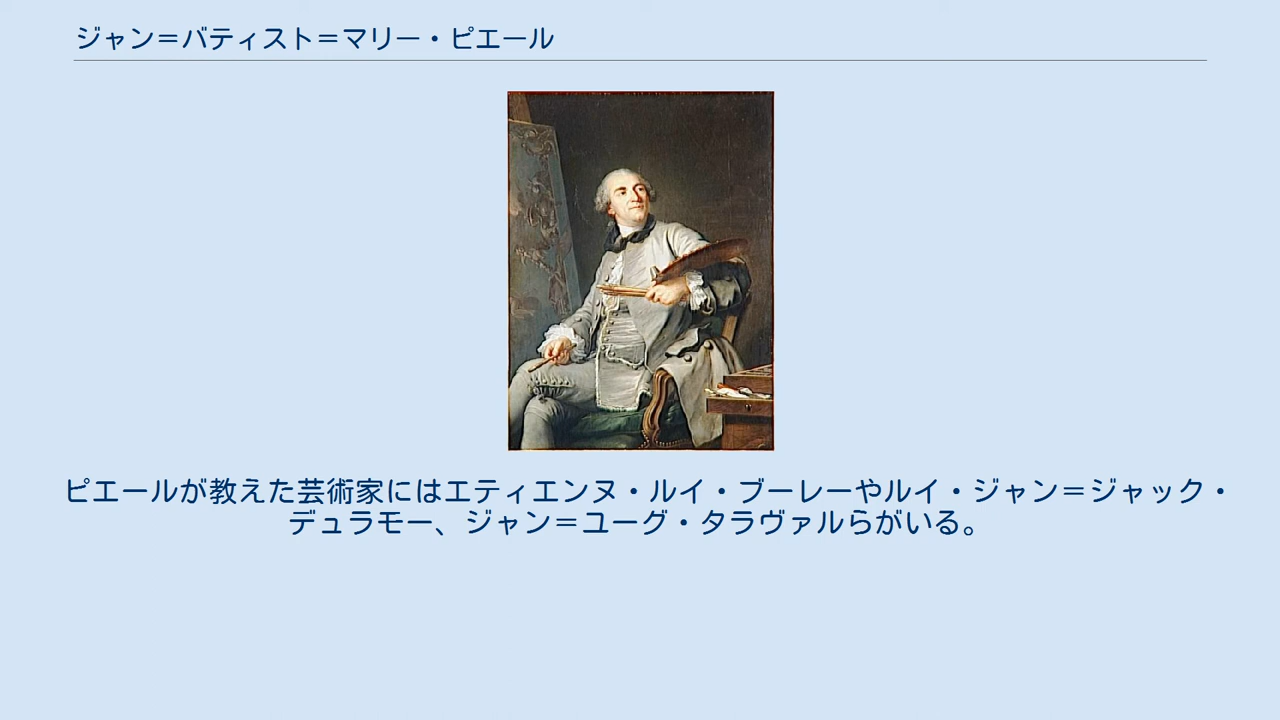 ジャン＝バティスト＝マリー・ピエール
ピエールが教えた芸術家にはエティエンヌ・ルイ・ブーレーやルイ・ジャン＝ジャック・
デュラモー、ジャン＝ユーグ・タラヴァルらがいる。